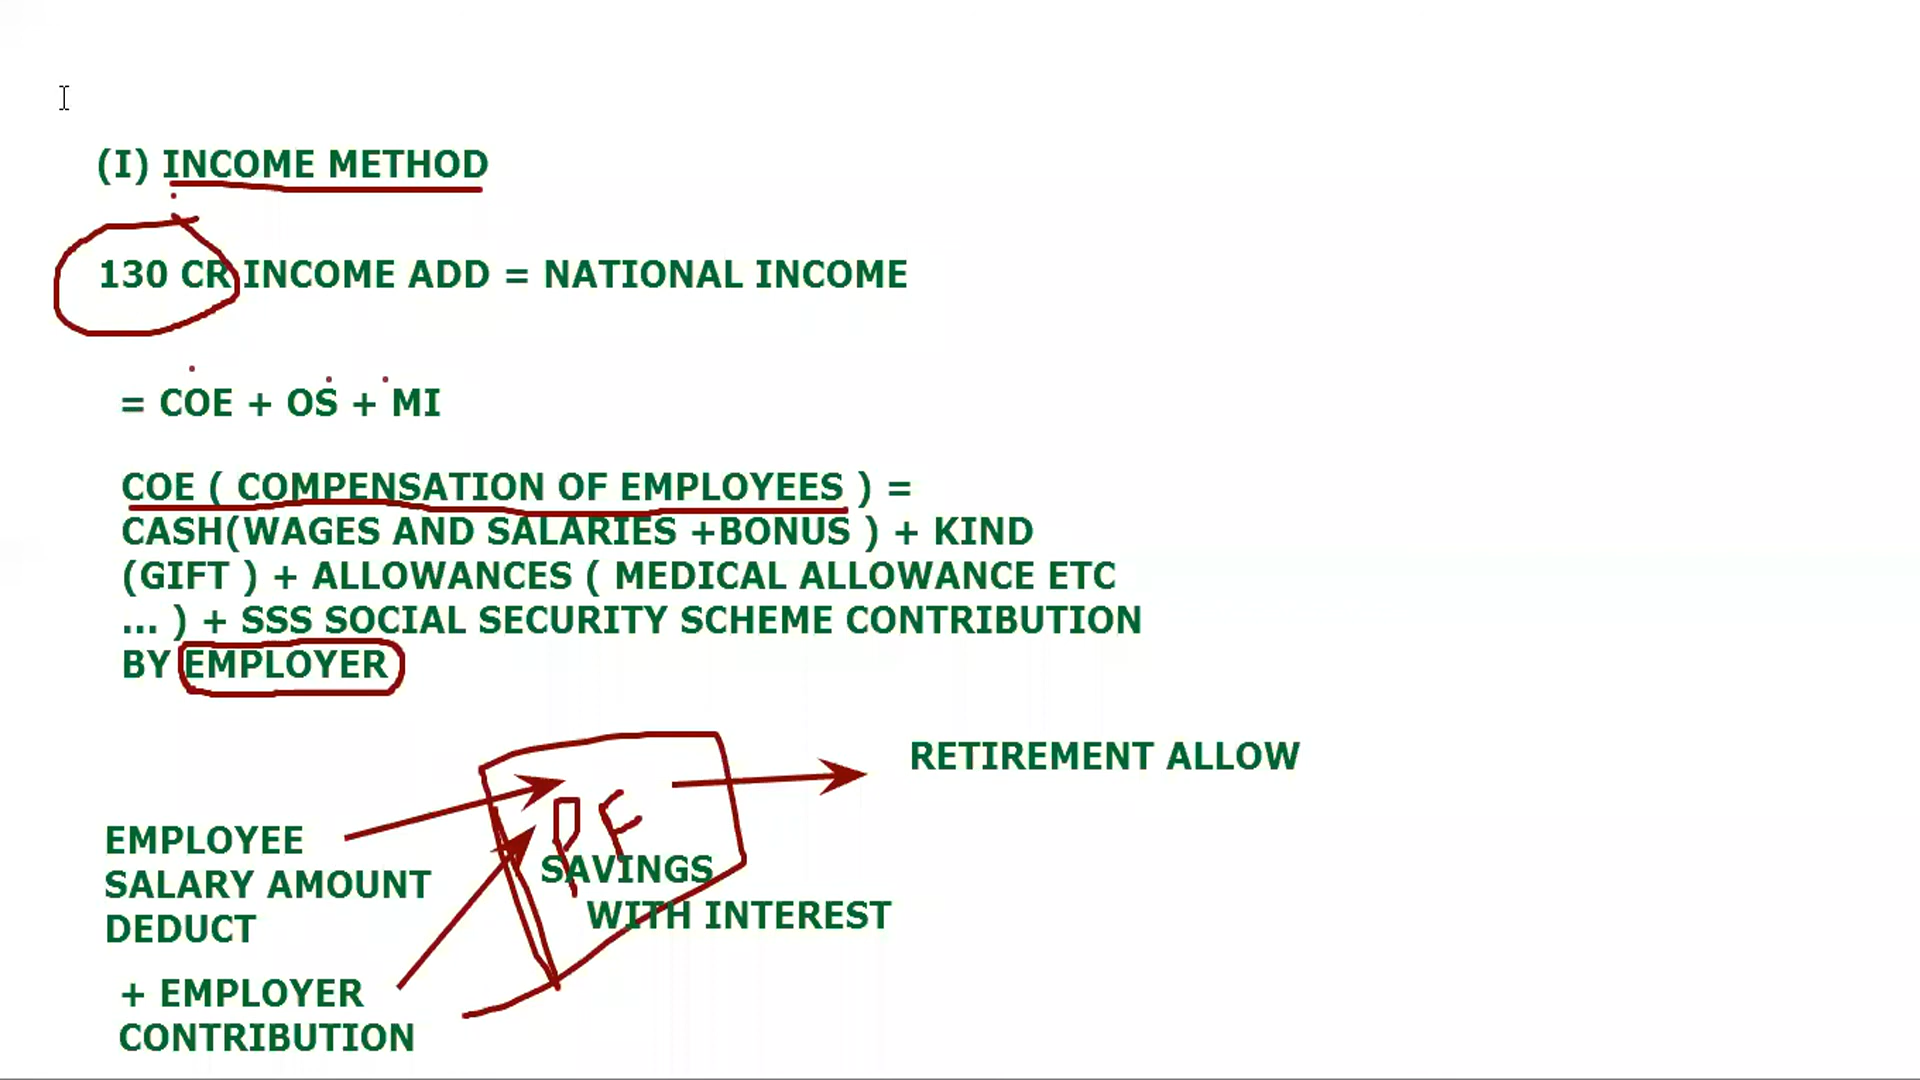 (I) INCOME METHOD
130 CR INCOME ADD = NATIONAL INCOME
= COE + OS + MI
COE ( COMPENSATION OF EMPLOYEES ) =
CASH(WAGES AND SALARIES +BONUS ) + KIND
(GIFT ) + ALLOWANCES ( MEDICAL ALLOWANCE ETC
... ) + SSS SOCIAL SECURITY SCHEME CONTRIBUTION
BY EMPLOYER
RETIREMENT ALLOW
PF
EMPLOYEE
SALARY AMOUNT
DEDUCT
SAVINGS
WITH INTEREST
+ EMPLOYER
CONTRIBUTION